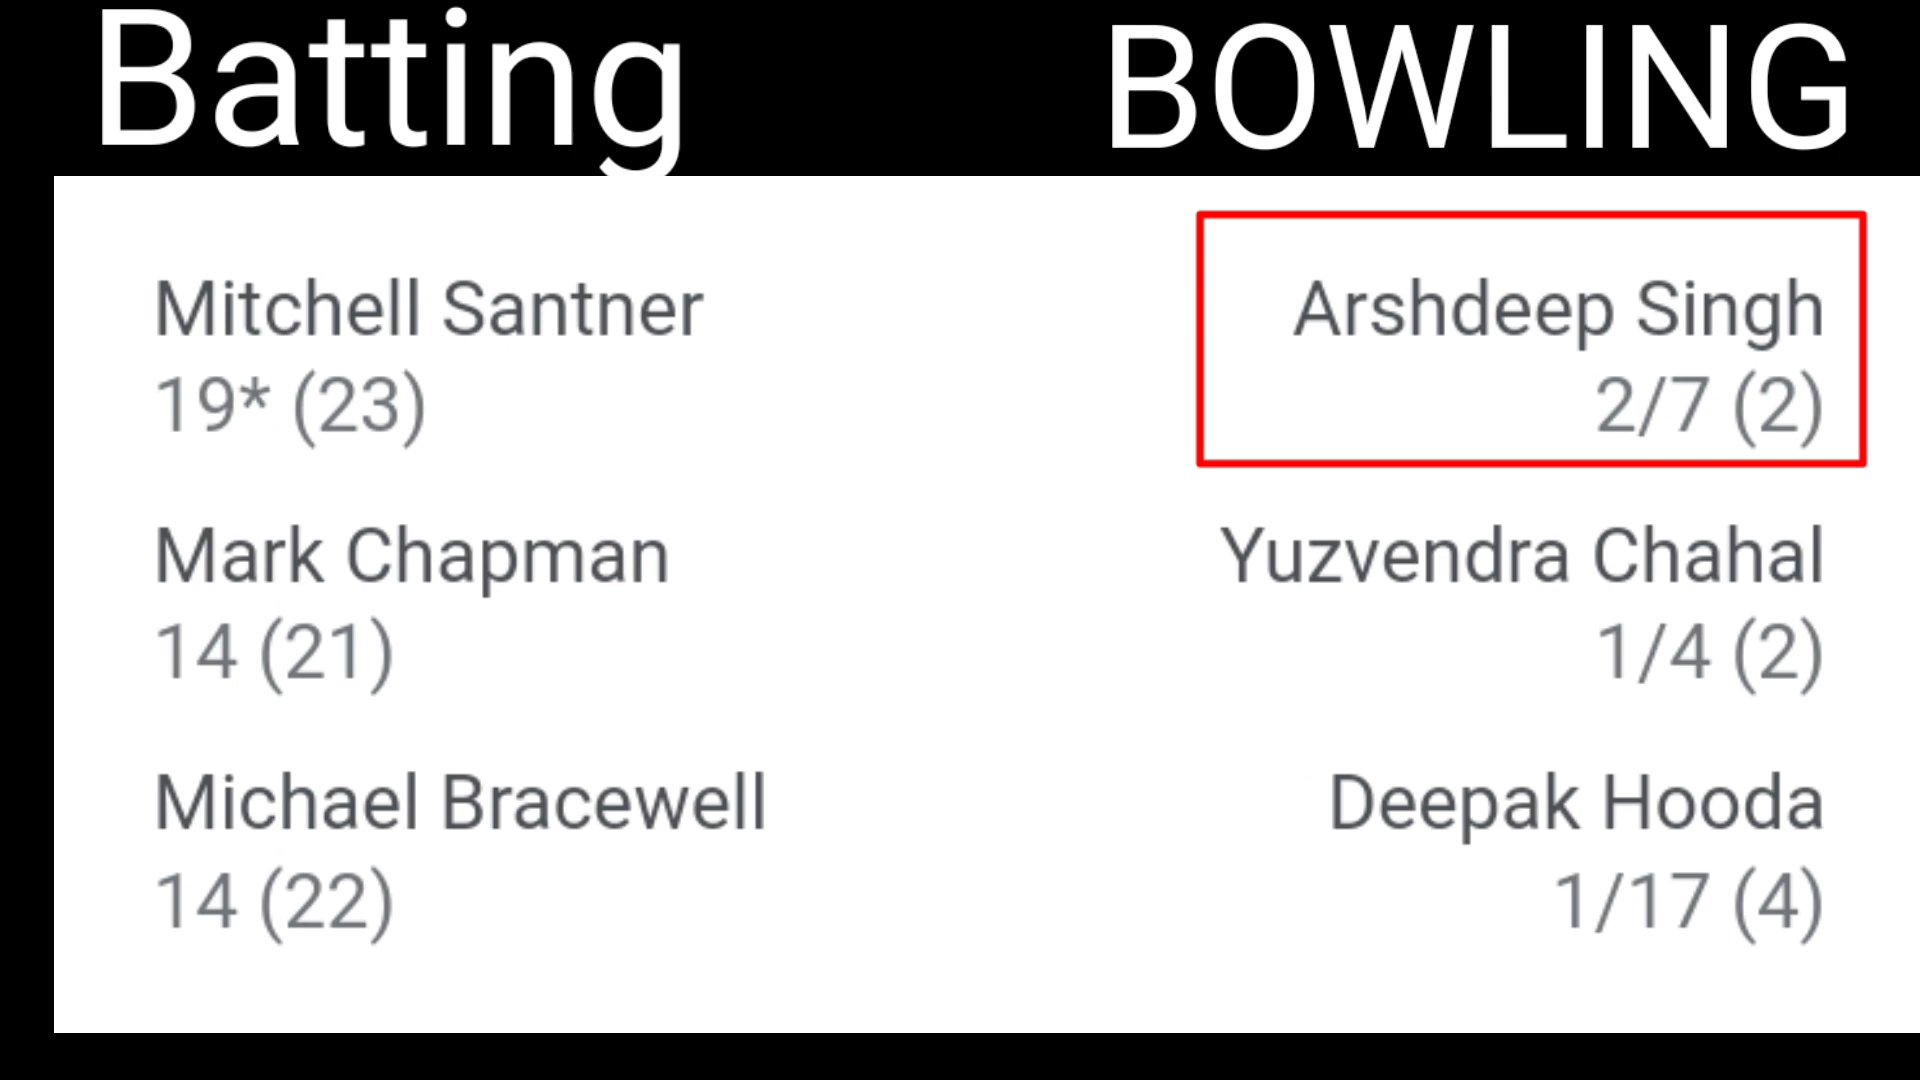 Batting
BOWLING
Mitchell Santner
19* (23)
Arshdeep Singh
2/7 (2)
Mark Chapman
14 (21)
Yuzvendra Chahal
1/4 (2)
Michael Bracewell
14 (22)
Deepak Hooda
1/17 (4)